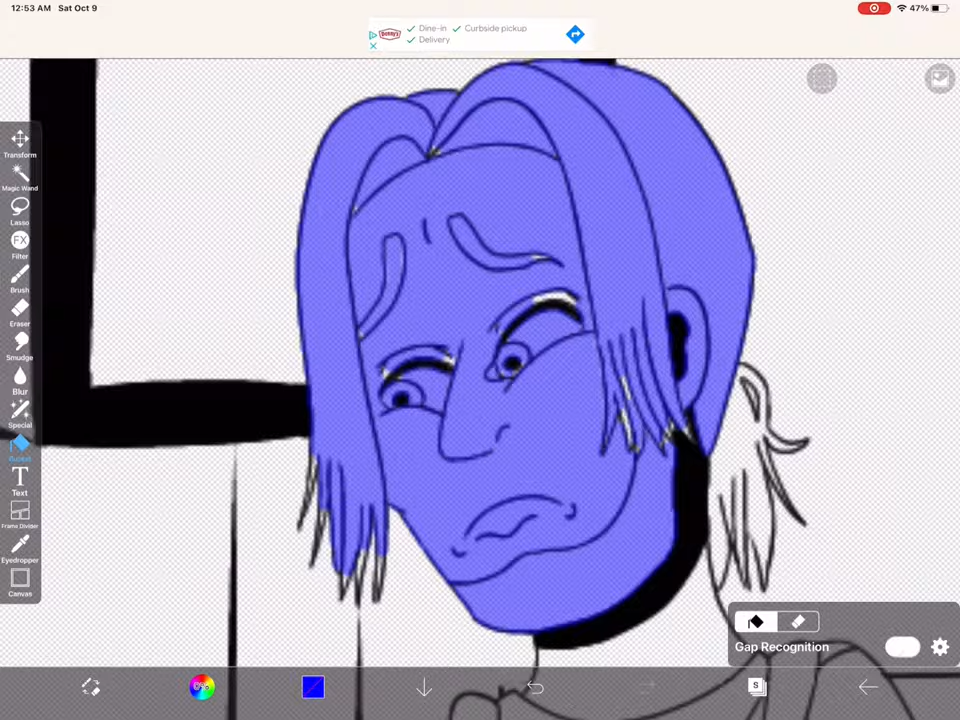 12:53 AM Sat Oct 9
47%
Denny's
Dine-in Curbside pickup
Delivery
Transform
Magic Wand
Lasso
FX
Filter
Brush
Eraser
Smudge
Blur
Special
Bucket
T
Text
Frame Divider
Eyedropper
Canvas
Gap Recognition
S